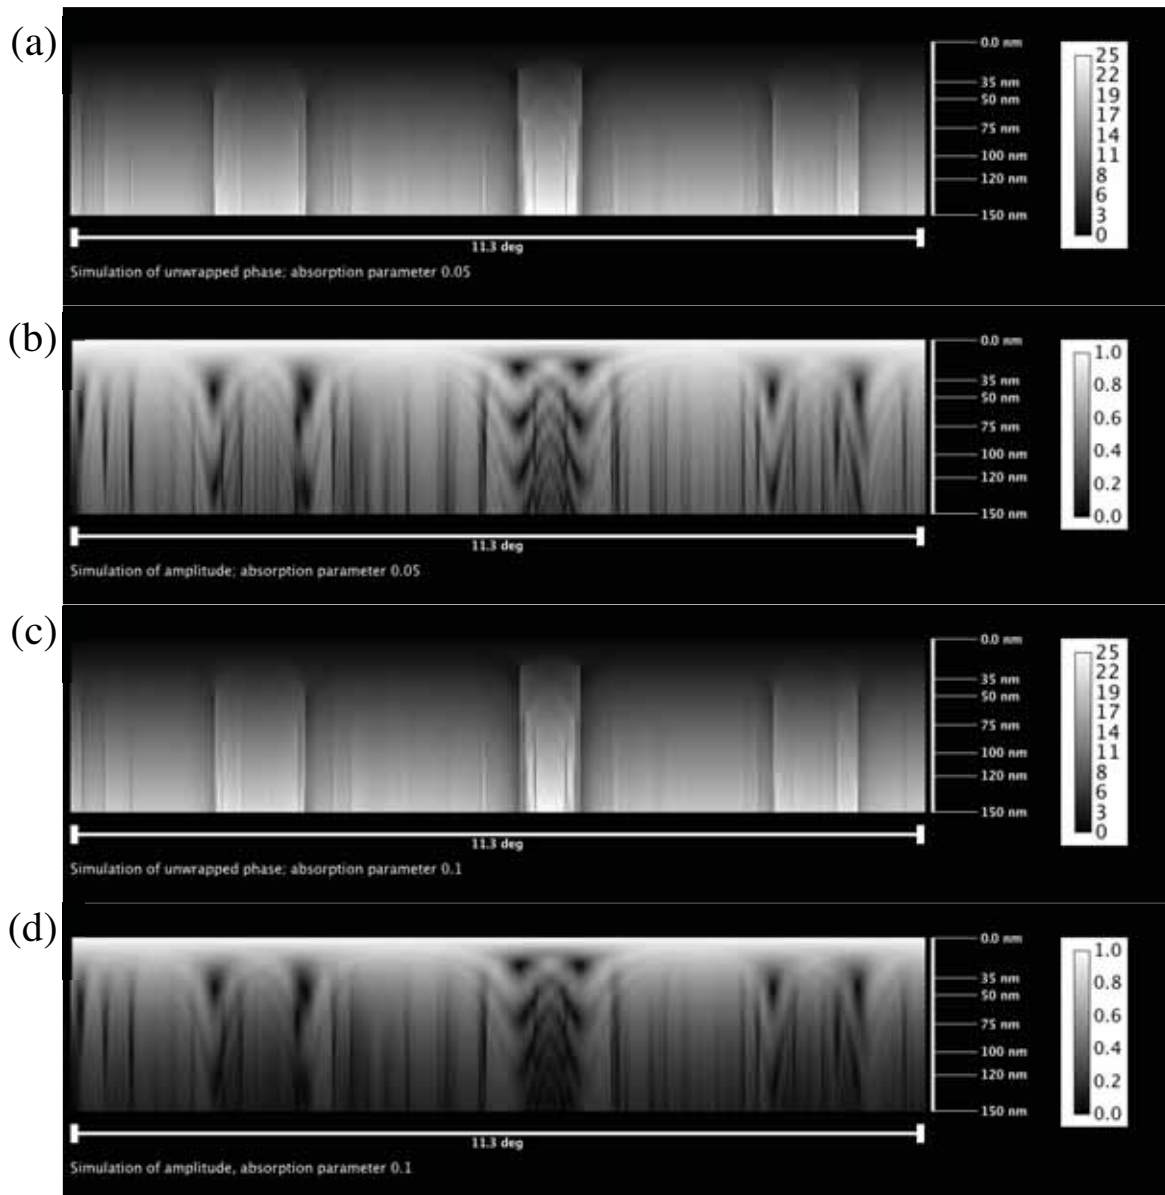 (a)
0.0 nm
35 nm
50 nm
75 nm
100 nm
120 nm
150 nm
25
22
19
17
14
11
8
6
3
0
11.3 deg
Simulation of unwrapped phase; absorption parameter 0.05
(b)
0.0 nm
35 nm
50 nm
75 nm
100 nm
120 nm
150 nm
1.0
0.8
0.6
0.4
0.2
0.0
11.3 deg
Simulation of amplitude; absorption parameter 0.05
(c)
0.0 nm
35 nm
50 nm
75 nm
100 nm
120 nm
150 nm
25
22
19
17
14
11
8
6
3
0
11.3 deg
Simulation of unwrapped phase; absorption parameter 0.1
(d)
0.0 nm
35 nm
50 nm
75 nm
100 nm
120 nm
150 nm
1.0
0.8
0.6
0.4
0.2
0.0
11.3 deg
Simulation of amplitude, absorption parameter 0.1